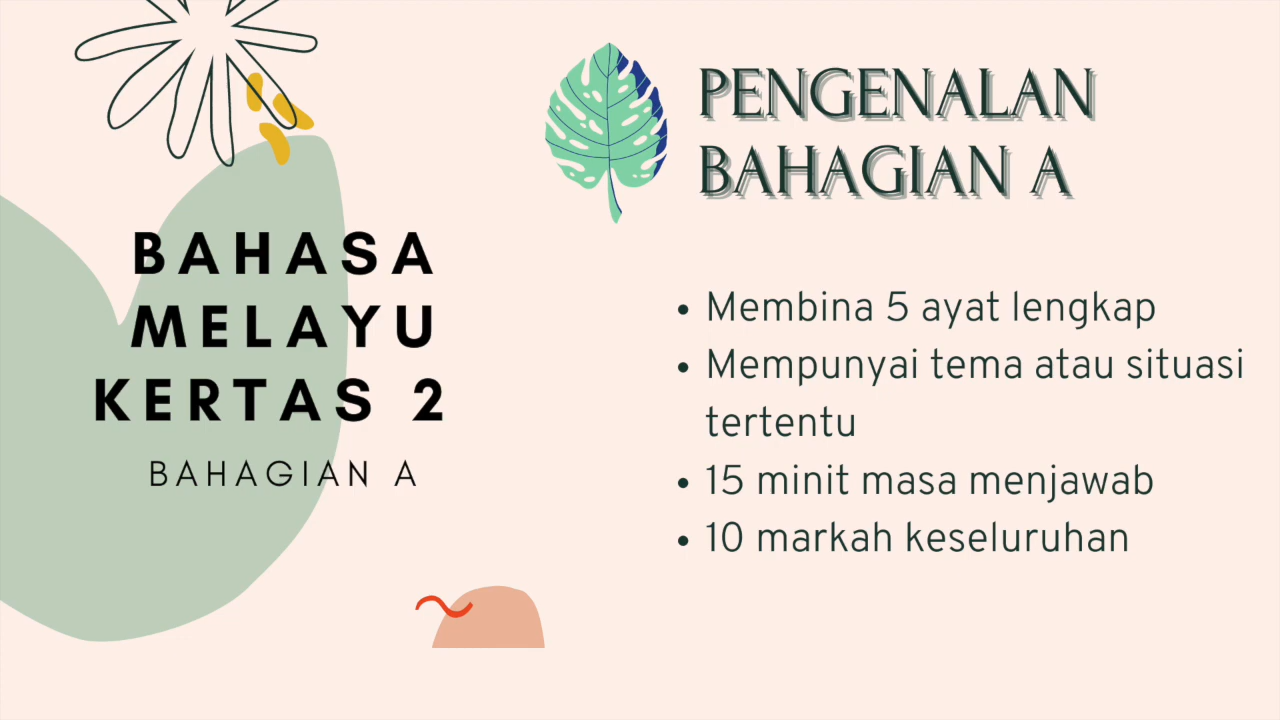 BAHASA
MELAYU
KERTAS 2
BAHAGIAN A
PENGENALAN
BAHAGIAN A
• Membina 5 ayat lengkap
• Mempunyai tema atau situasi
tertentu
• 15 minit masa menjawab
• 10 markah keseluruhan